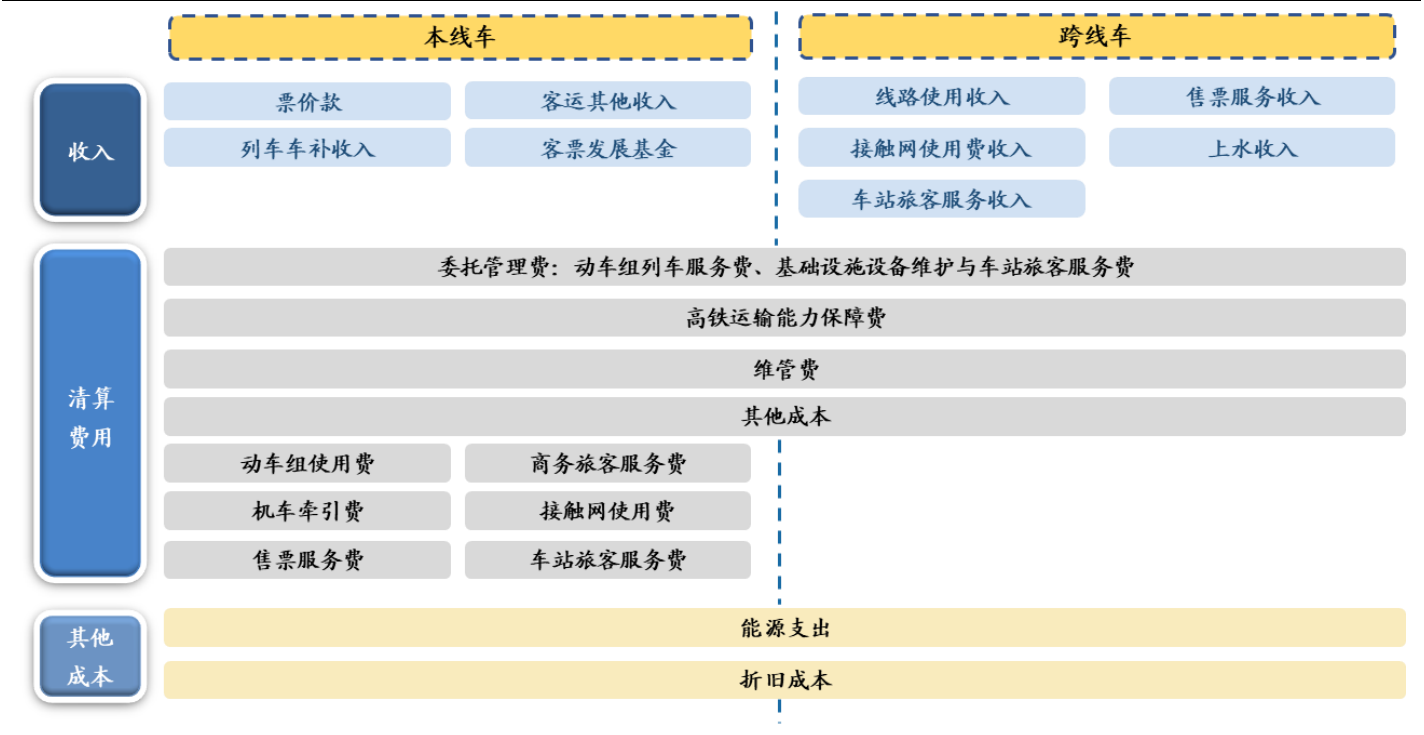 本线车
跨线车
收入
票价款
客运其他收入
线路使用收入
售票服务收入
列车车补收入
客票发展基金
接触网使用费收入
上水收入
车站旅客服务收入
清算
费用
委托管理费：动车组列车服务费、基础设施设备维护与车站旅客服务费
高铁运输能力保障费
维管费
其他成本
动车组使用费
商务旅客服务费
机车牵引费
接触网使用费
售票服务费
车站旅客服务费
其他
成本
能源支出
折旧成本